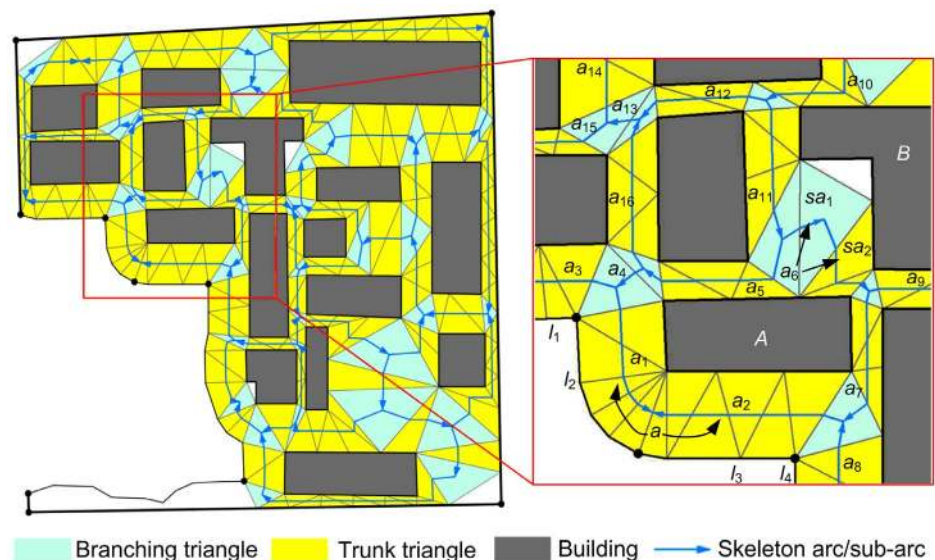 a14
a13
a12
a10
a15
B
a16
a11
sa1
a3
a4
a6
sa2
a5
a9
l1
A
l2
a1
a2
a7
a
l3
l4
a8
Branching triangle
Trunk triangle
Building
Skeleton arc/sub-arc